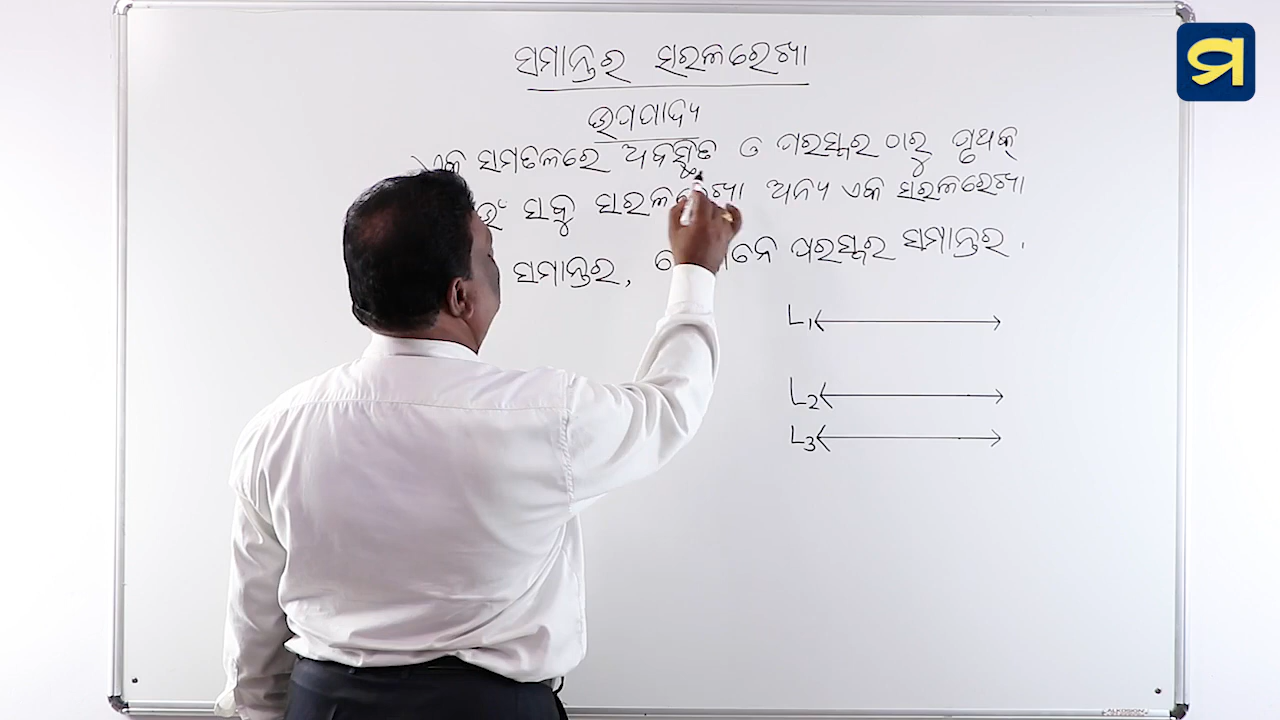 ସମାନ୍ତର ସରଳରେଖା
ଉପପାଦ୍ୟ
ଏକ ସମତଳରେ ଅବସ୍ଥିତ ଓ ପରସ୍ପର ଠାରୁ ପୃଥକ୍
ସବୁ ସରଳରେଖା ଅନ୍ୟ ଏକ ସରଳରେଖା
ସମାନ୍ତର, ପରସ୍ପର ସମାନ୍ତର .
L1
L2
L3